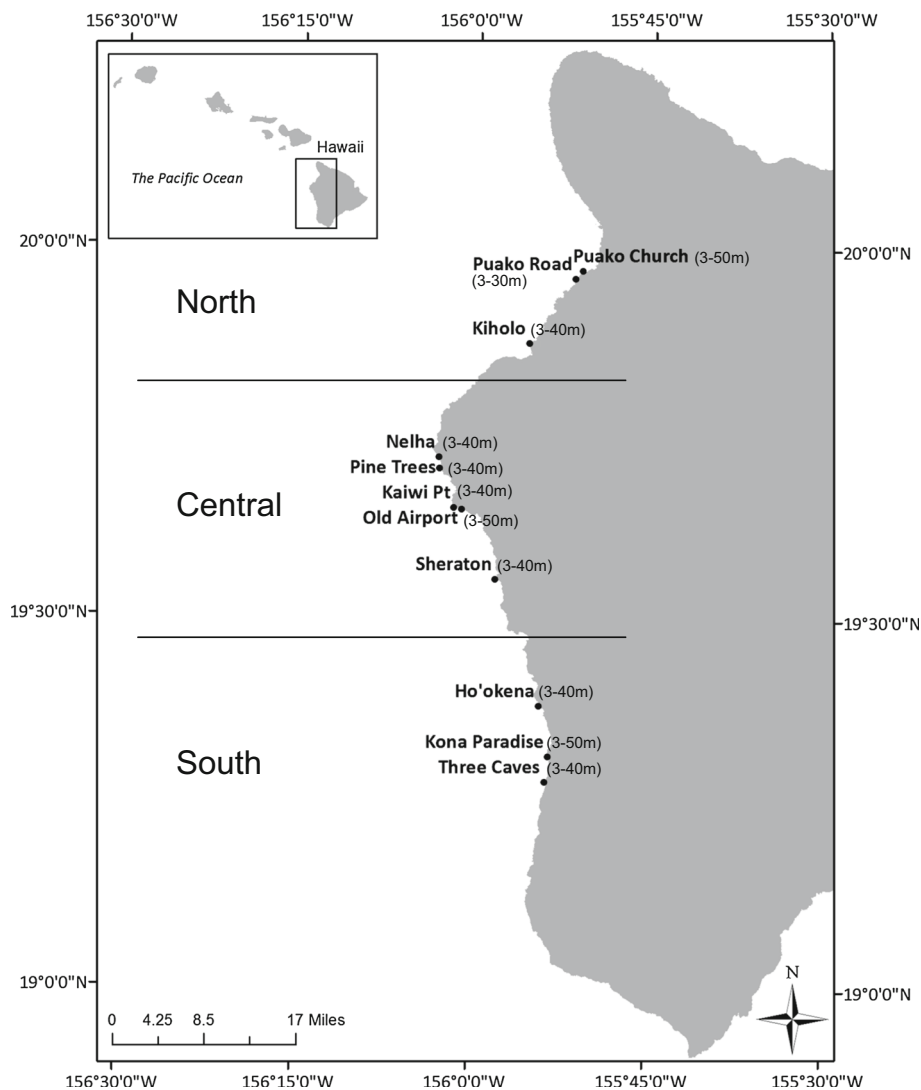 156°30'0"W 156°15'0"W 156°0'0"W 155°45'0"W 155°30'0"W
Hawaii
The Pacific Ocean
20°0'0"N
20°0'0"N
Puako Church (3-50m)
Puako Road
(3-30m)
North
Kiholo (3-40m)
Nelha (3-40m)
Pine Trees (3-40m)
Kaiwi Pt (3-40m)
Central
Old Airport (3-50m)
Sheraton (3-40m)
19°30'0"N
19°30'0"N
Ho'okena (3-40m)
Kona Paradise (3-50m)
South
Three Caves (3-40m)
N
19°0'0"N
19°0'0"N
0 4.25 8.5 17 Miles
156°30'0"W 156°15'0"W 156°0'0"W 155°45'0"W 155°30'0"W